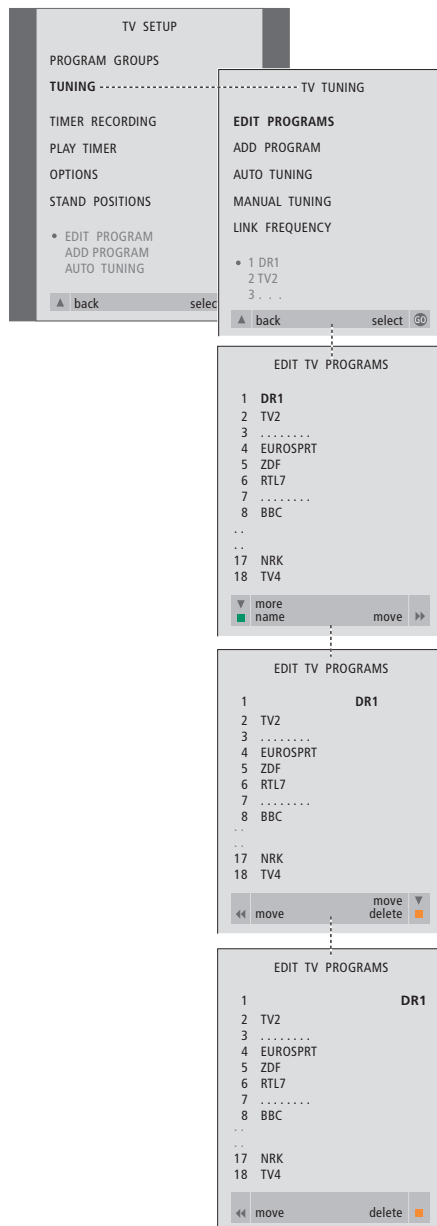 TV SETUP
PROGRAM GROUPS
TUNING
TIMER RECORDING
PLAY TIMER
OPTIONS
STAND POSITIONS
• EDIT PROGRAM
ADD PROGRAM
AUTO TUNING
▲ back selec
TV TUNING
EDIT PROGRAMS
ADD PROGRAM
AUTO TUNING
MANUAL TUNING
LINK FREQUENCY
• 1 DR1
2 TV2
3 . . .
▲ back select GO
EDIT TV PROGRAMS
1 DR1
2 TV2
3 . . . . . . . .
4 EUROSPRT
5 ZDF
6 RTL7
7 . . . . . . . .
8 BBC
. .
. .
17 NRK
18 TV4
▼ more
name move
EDIT TV PROGRAMS
1 DR1
2 TV2
3 . . . . . . . .
4 EUROSPRT
5 ZDF
6 RTL7
7 . . . . . . . .
8 BBC
. .
. .
17 NRK
18 TV4
move ▼
move delete
EDIT TV PROGRAMS
1 DR1
2 TV2
3 . . . . . . . .
4 EUROSPRT
5 ZDF
6 RTL7
7 . . . . . . . .
8 BBC
. .
. .
17 NRK
18 TV4
move delete